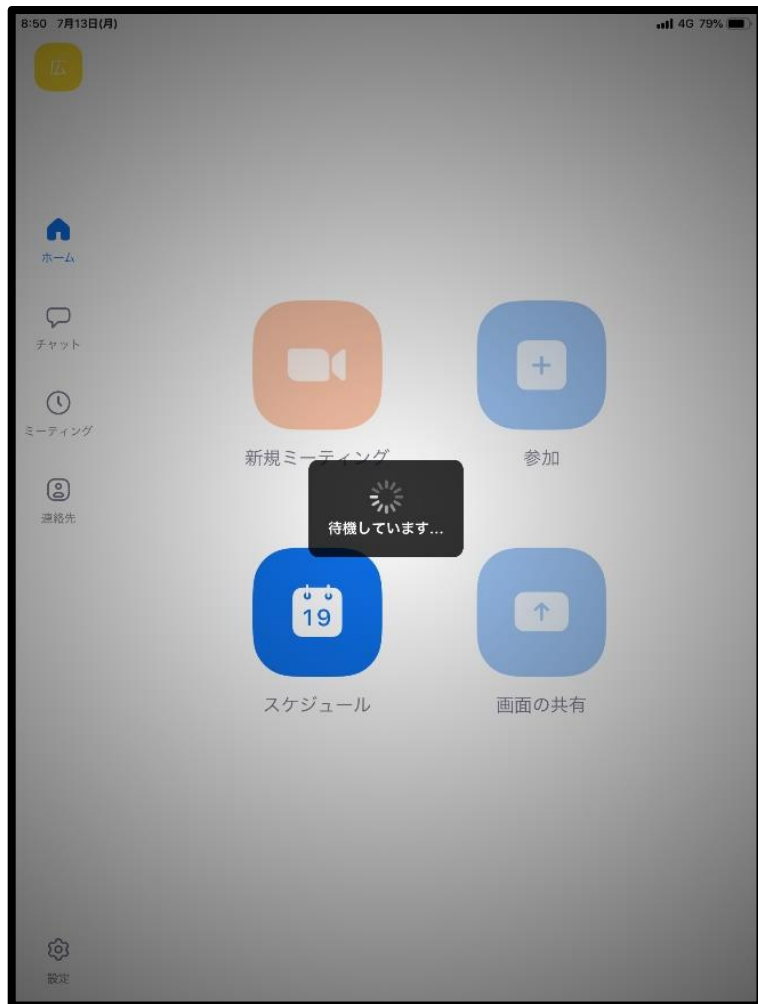 8:50 7月13日(月)
4G 79%
広
ホーム
チャット
ミーティング
連絡先
新規ミーティング
参加
待機しています...
19
スケジュール
画面の共有
設定